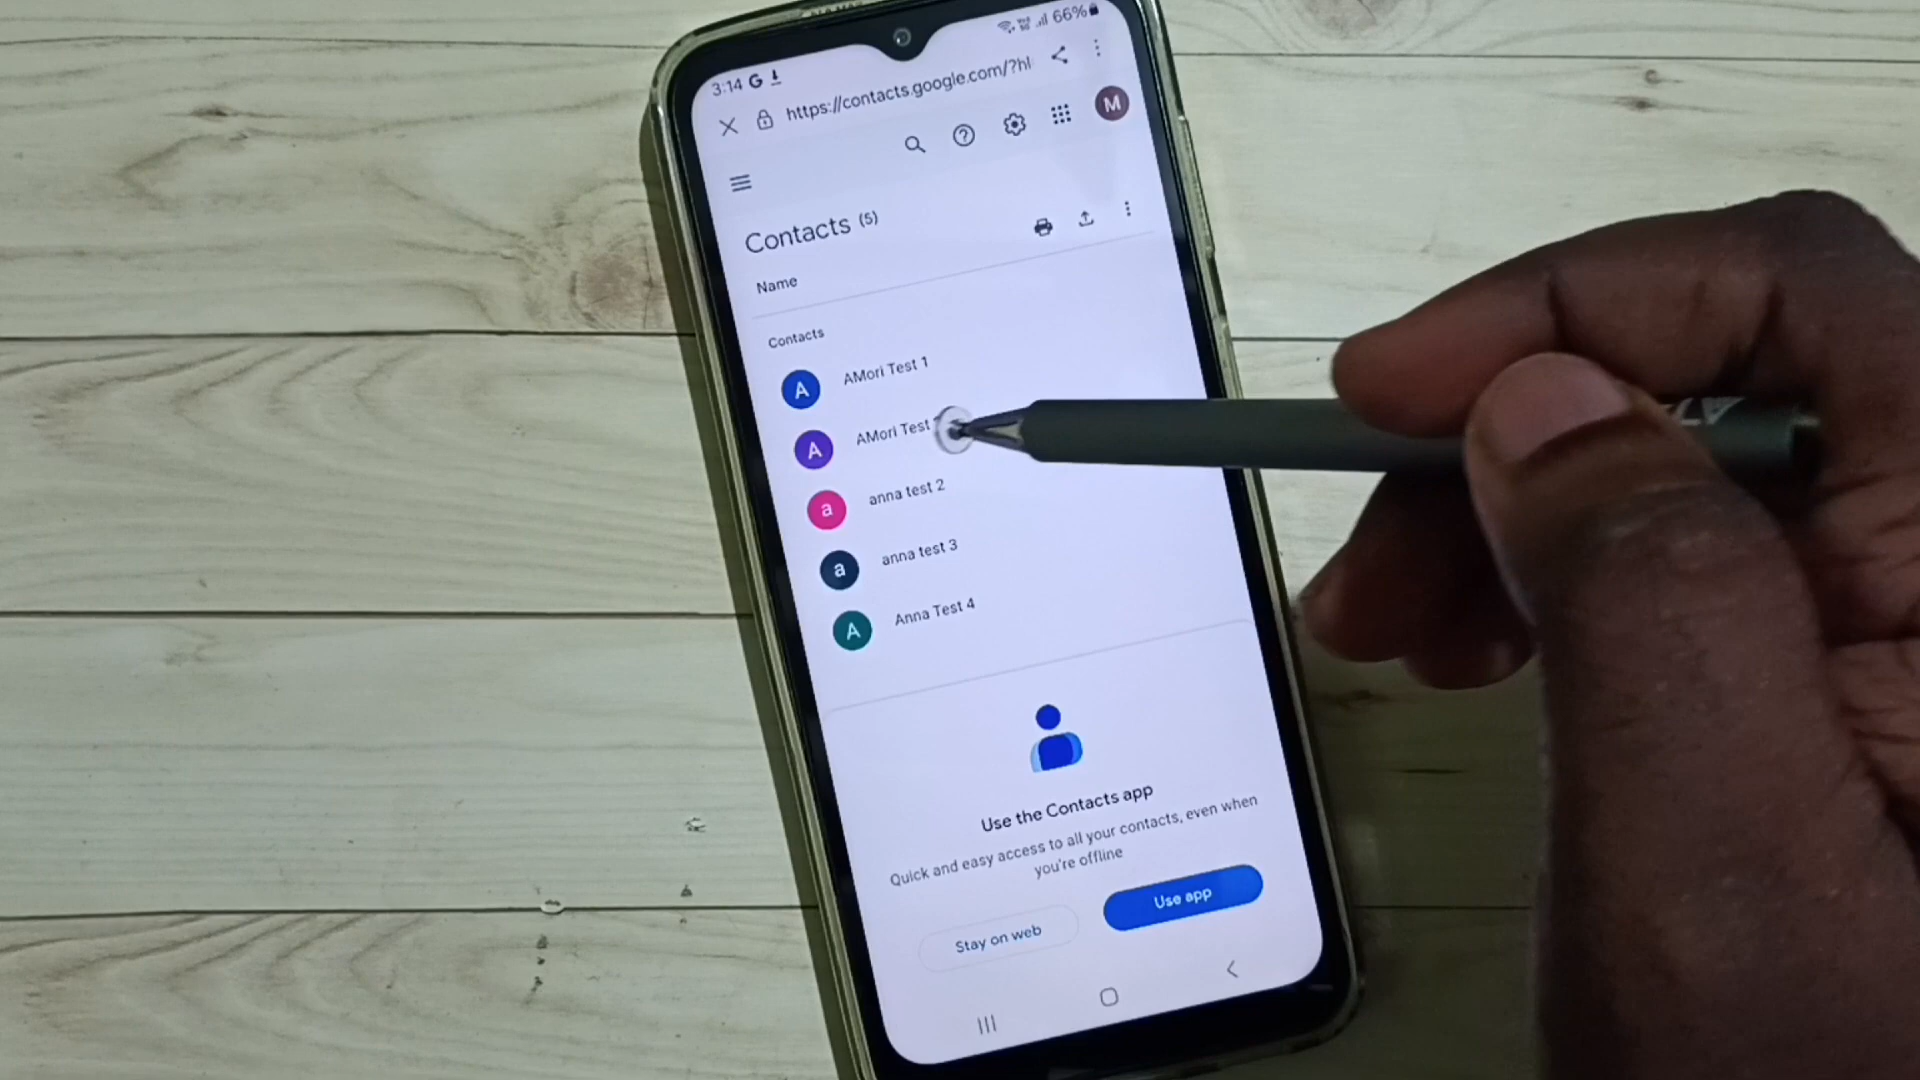 3:14 G 66%
https://contacts.google.com/?hl
M
Contacts (5)
Name
Contacts
A AMori Test 1
A AMori Test
a anna test 2
a anna test 3
A Anna Test 4
Use the Contacts app
Quick and easy access to all your contacts, even when
you're offline
Stay on web
Use app